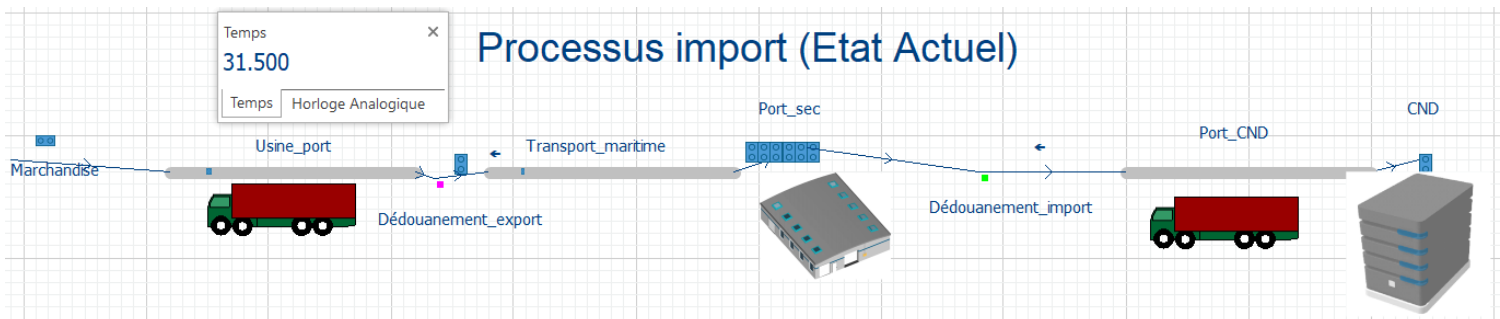 Temps
31.500
Temps Horloge Analogique
Processus import (Etat Actuel)
Marchandise
Usine_port
Dédouanement_export
Transport_maritime
Port_sec
Dédouanement_import
Port_CND
CND